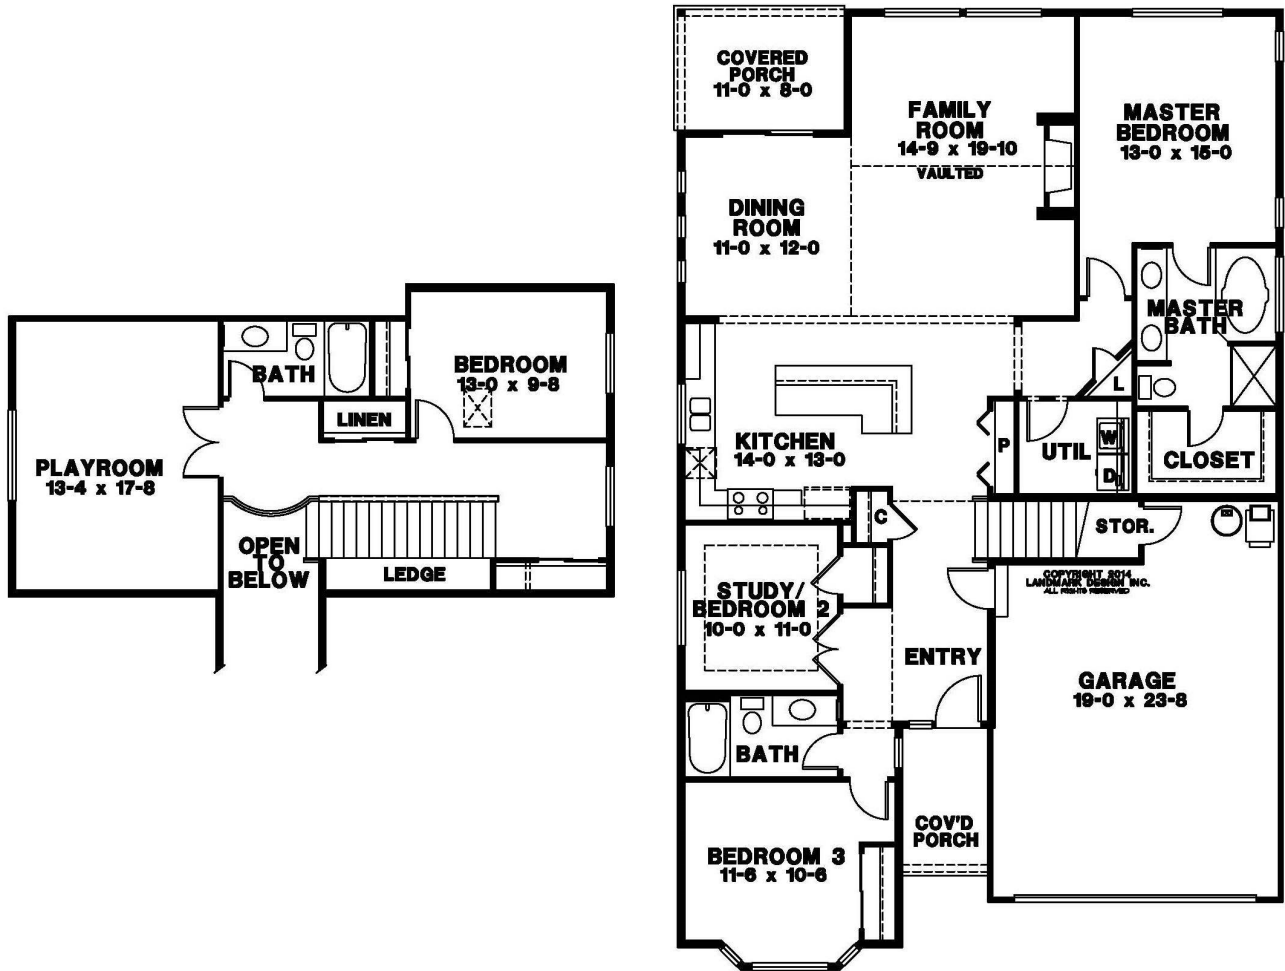 BATH
BEDROOM
13-0 x 9-8
LINEN
PLAYROOM
13-4 x 17-8
OPEN
TO
BELOW
LEDGE
COVERED
PORCH
11-0 x 8-0
FAMILY
ROOM
14-9 x 19-10
VAULTED
MASTER
BEDROOM
13-0 x 15-0
DINING
ROOM
11-0 x 12-0
MASTER
BATH
L
KITCHEN
14-0 x 13-0
P
UTIL
W
D
CLOSET
C
STOR.
COPYRIGHT 2014
LANDMARK DESIGN INC.
ALL RIGHTS RESERVED
STUDY/
BEDROOM 2
10-0 x 11-0
ENTRY
GARAGE
19-0 x 23-8
BATH
COV'D
PORCH
BEDROOM 3
11-6 x 10-6